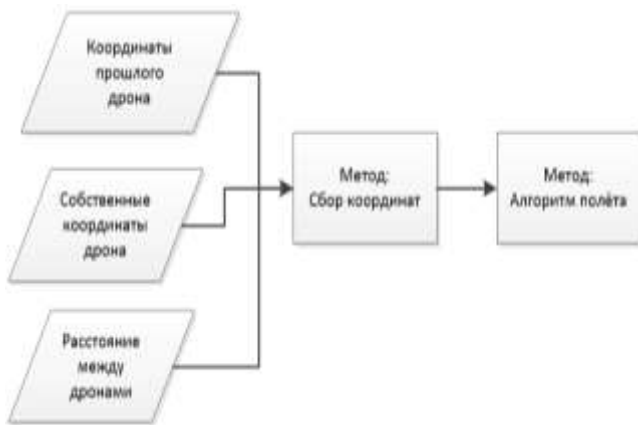 Координаты
прошлого
дрона
Собственные
координаты
дрона
Расстояние
между
дронами
Метод:
Сбор координат
Метод:
Алгоритм полёта